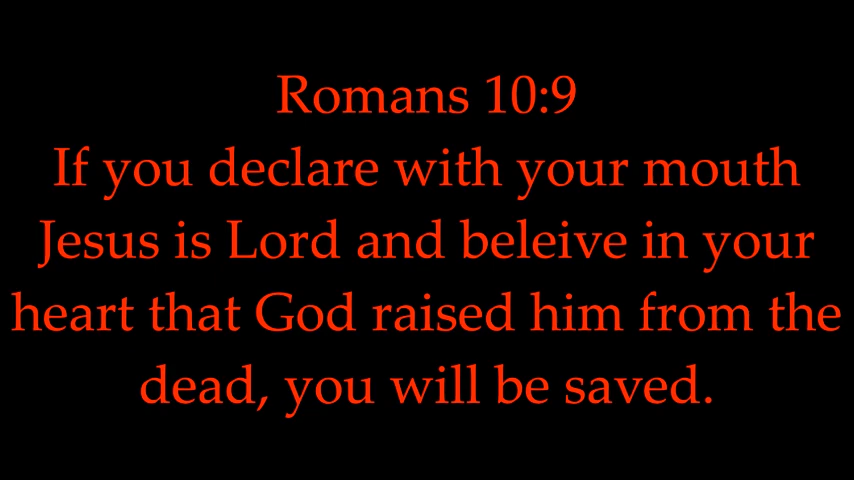 Romans 10:9
If you declare with your mouth
Jesus is Lord and beleive in your
heart that God raised him from the
dead, you will be saved.